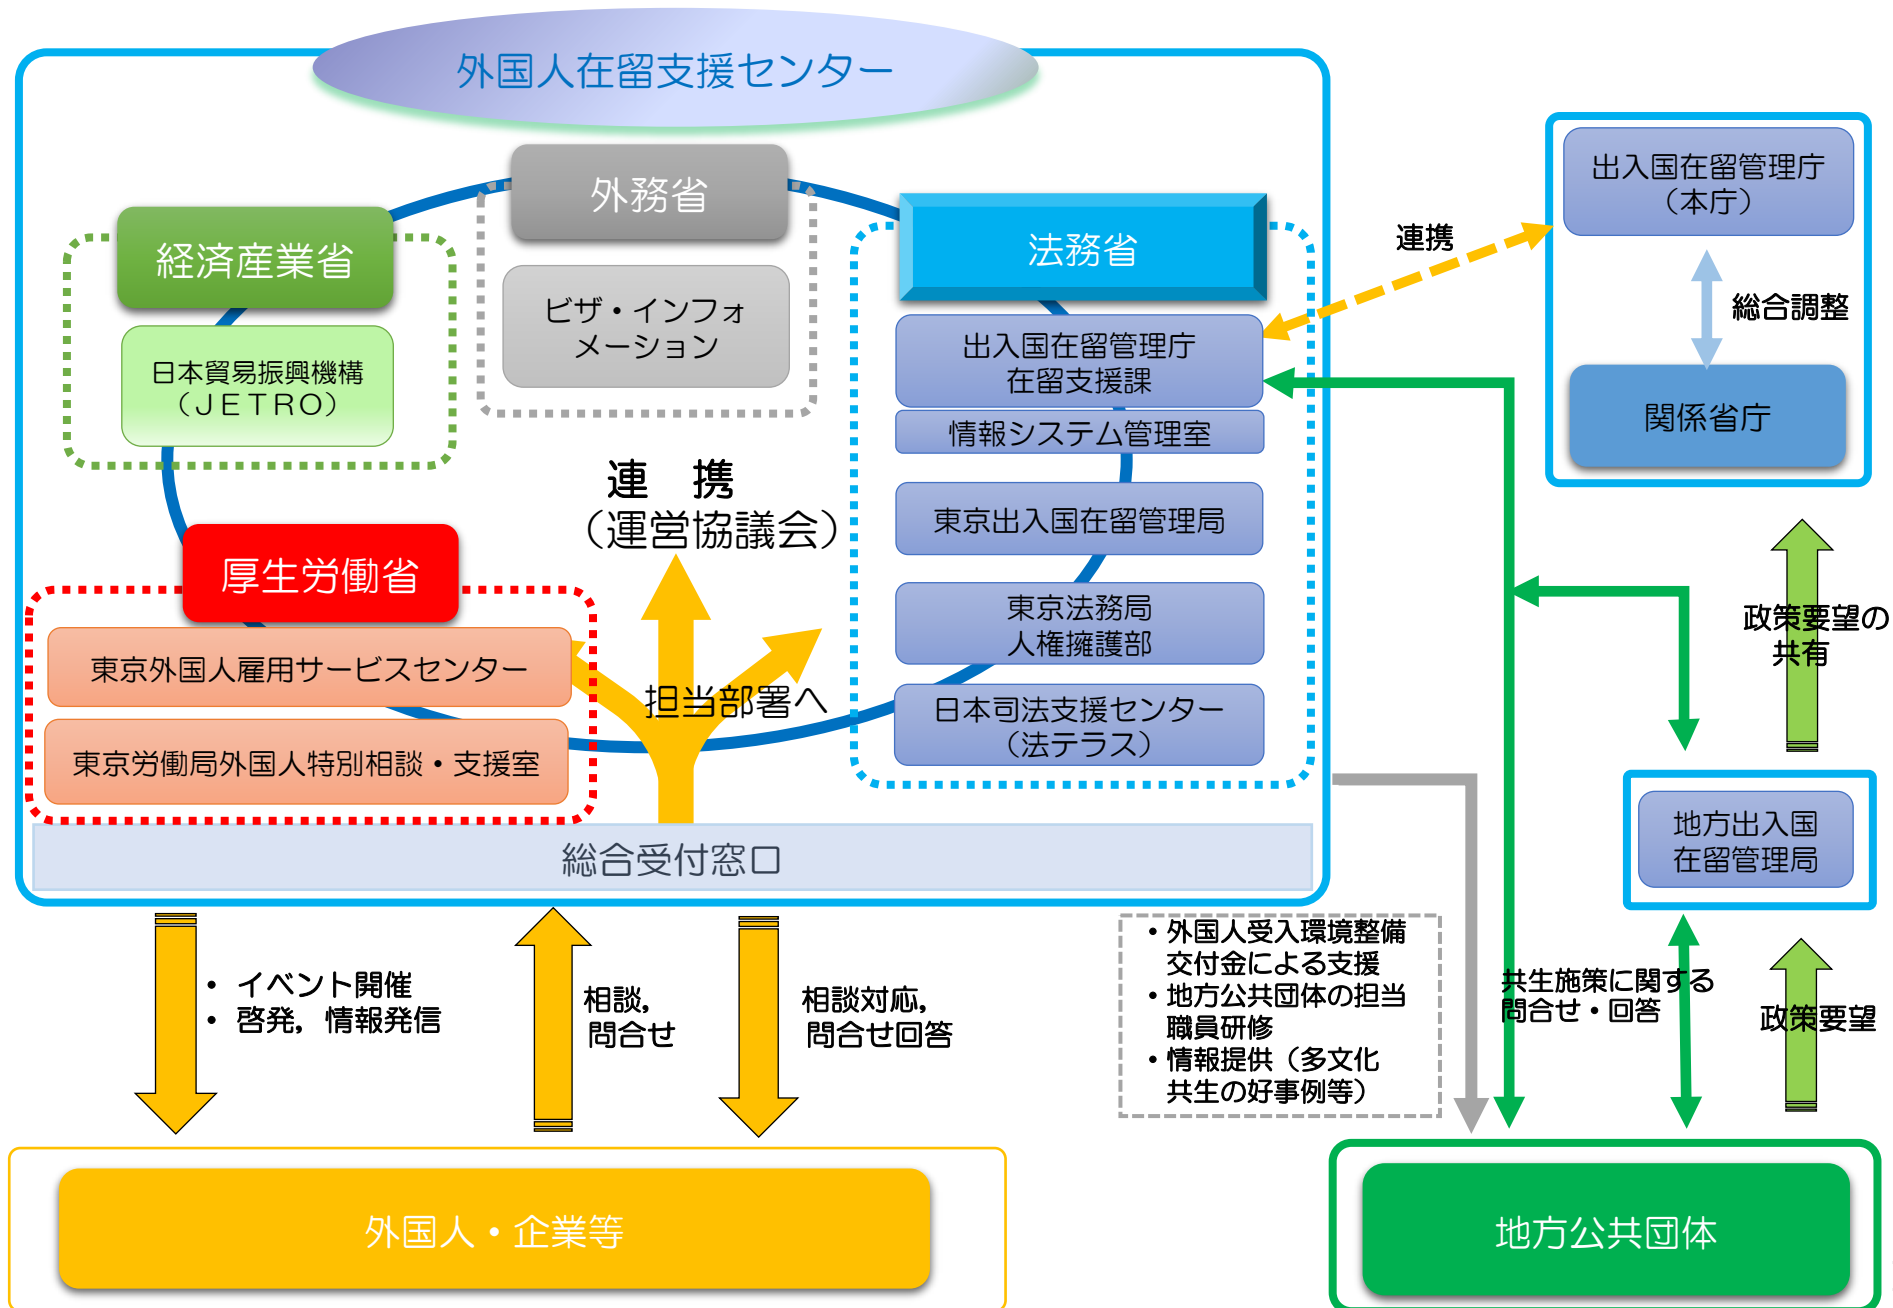 外国人在留支援センター
外務省
ビザ・インフォ
メーション
経済産業省
日本貿易振興機構
（ＪＥＴＲＯ）
法務省
出入国在留管理庁
在留支援課
情報システム管理室
東京出入国在留管理局
東京法務局
人権擁護部
日本司法支援センター
（法テラス）
連　携
（運営協議会）
厚生労働省
東京外国人雇用サービスセンター
東京労働局外国人特別相談・支援室
担当部署へ
総合受付窓口
連携
出入国在留管理庁
（本庁）
総合調整
関係省庁
政策要望の
共有
地方出入国
在留管理局
• イベント開催
• 啓発，情報発信
相談，
問合せ
相談対応，
問合せ回答
・外国人受入環境整備
交付金による支援
・地方公共団体の担当
職員研修
・情報提供（多文化
共生の好事例等）
共生施策に関する
問合せ・回答
政策要望
外国人・企業等
地方公共団体